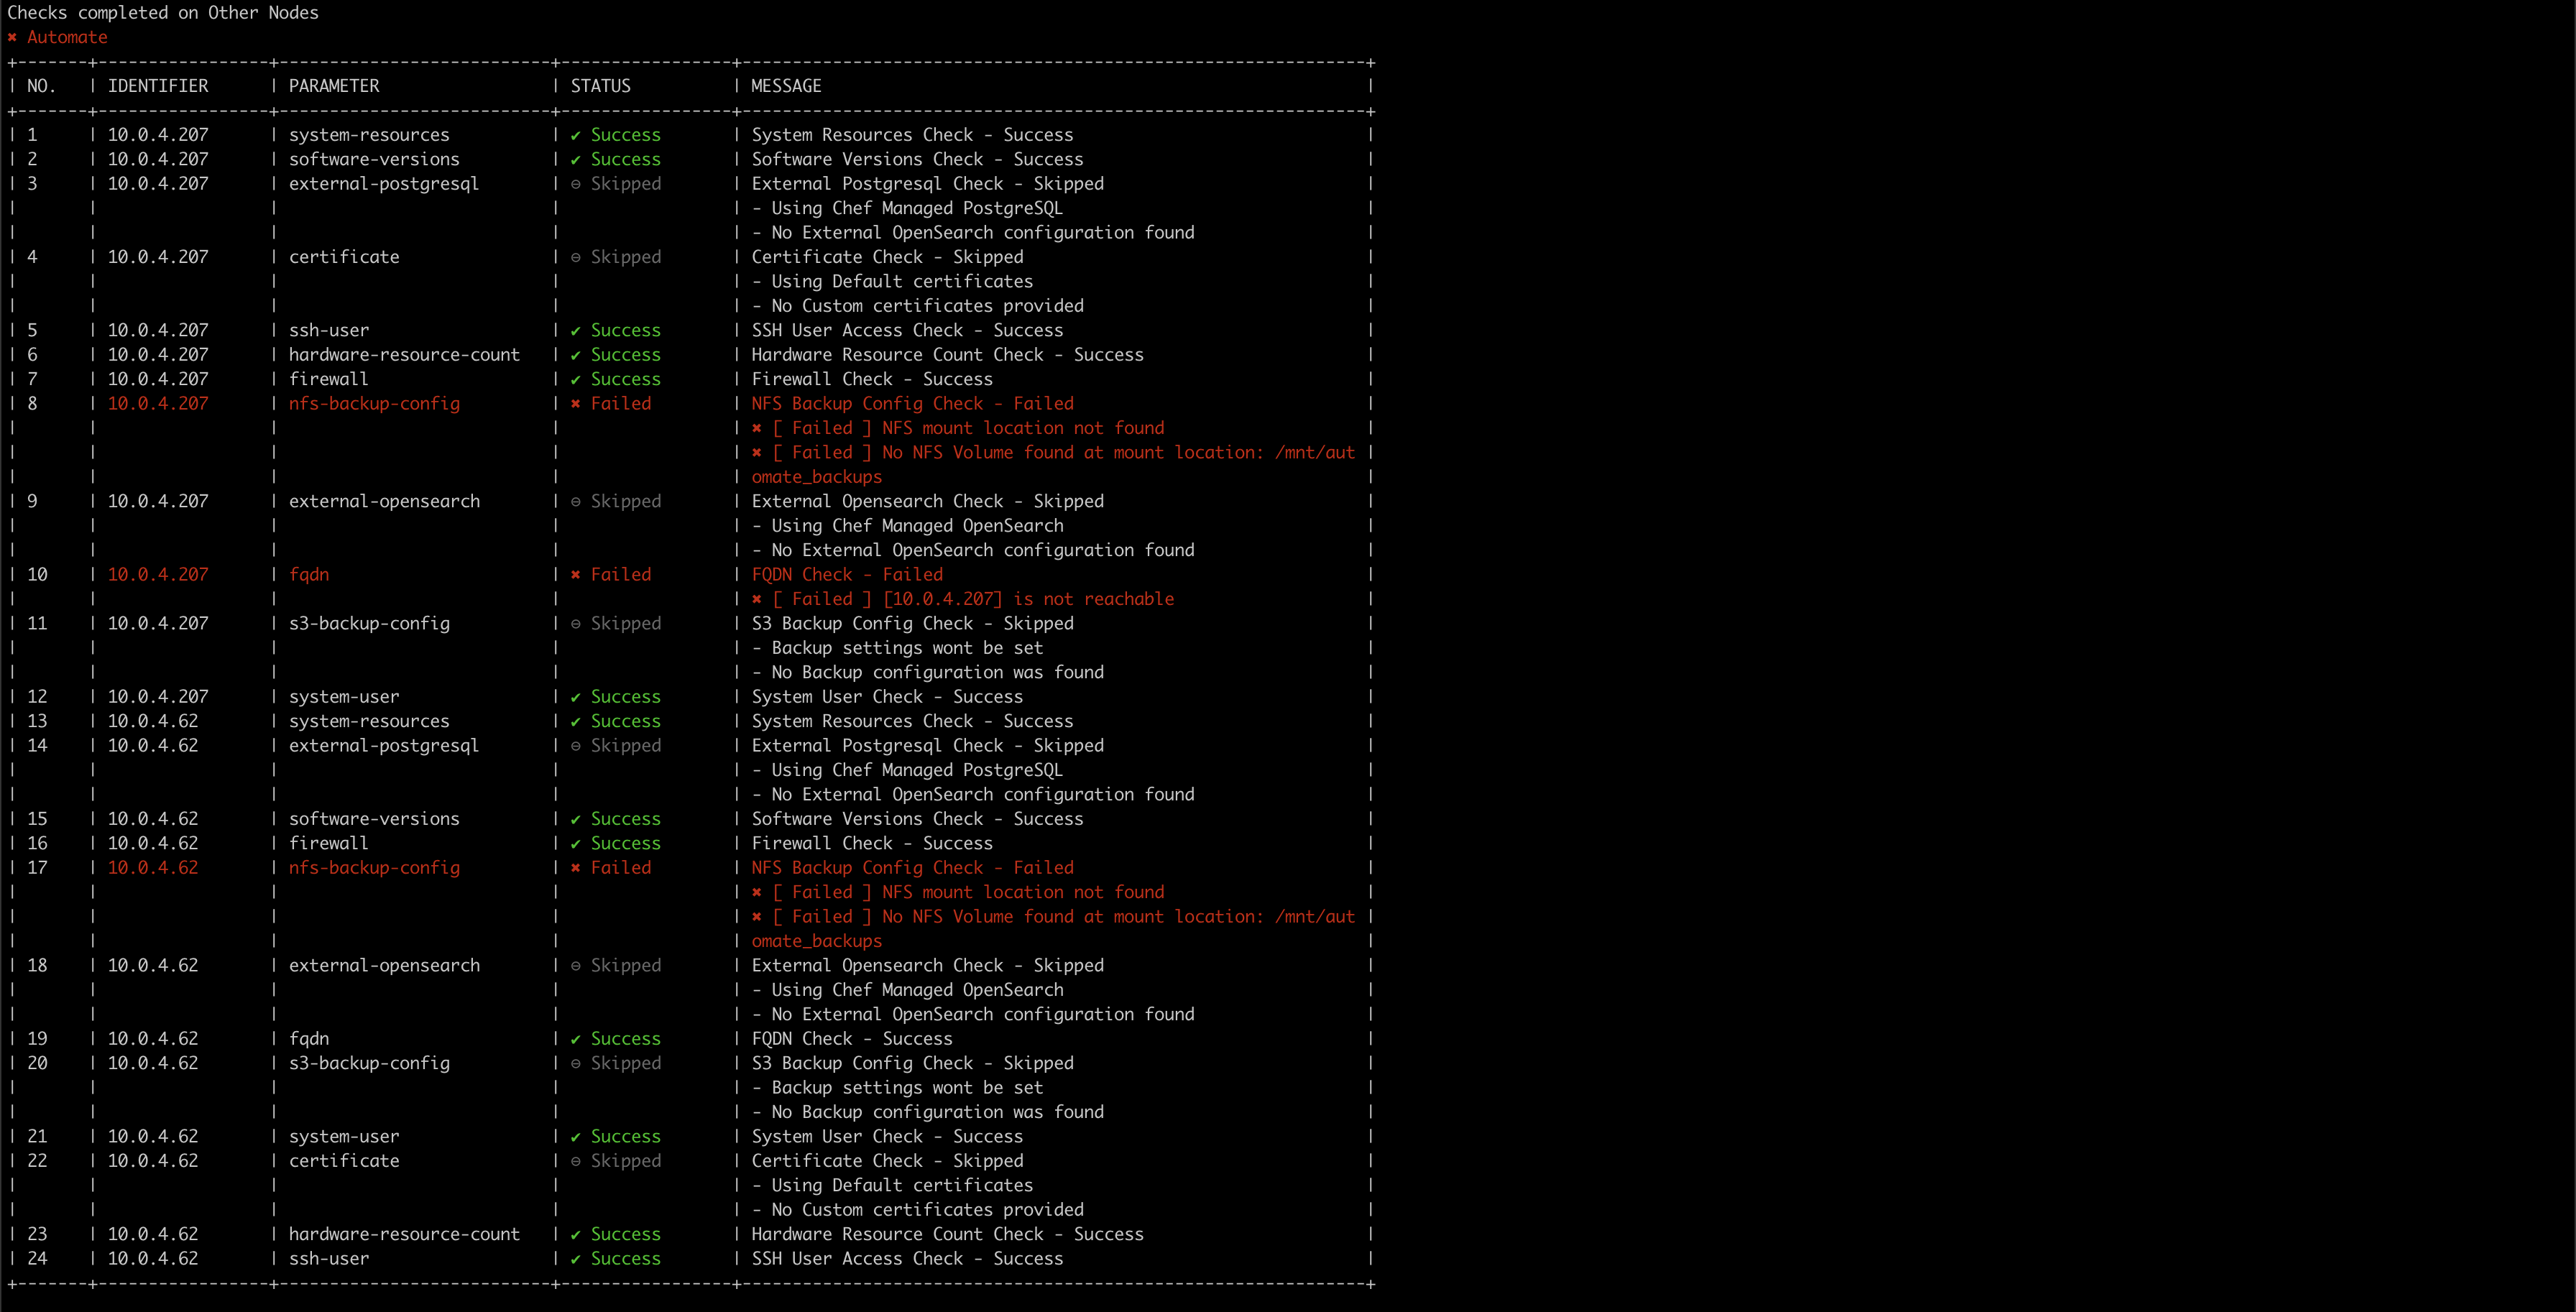 Checks completed on Other Nodes
✖ Automate
+-------+-----------------+---------------------------+-----------------+--------------------------------------------------------------+
| NO. | IDENTIFIER | PARAMETER | STATUS | MESSAGE |
+-------+-----------------+---------------------------+-----------------+--------------------------------------------------------------+
| 1 | 10.0.4.207 | system-resources | ✔ Success | System Resources Check - Success |
| 2 | 10.0.4.207 | software-versions | ✔ Success | Software Versions Check - Success |
| 3 | 10.0.4.207 | external-postgresql | ⊖ Skipped | External Postgresql Check - Skipped |
| | | | | - Using Chef Managed PostgreSQL |
| | | | | - No External OpenSearch configuration found |
| 4 | 10.0.4.207 | certificate | ⊖ Skipped | Certificate Check - Skipped |
| | | | | - Using Default certificates |
| | | | | - No Custom certificates provided |
| 5 | 10.0.4.207 | ssh-user | ✔ Success | SSH User Access Check - Success |
| 6 | 10.0.4.207 | hardware-resource-count | ✔ Success | Hardware Resource Count Check - Success |
| 7 | 10.0.4.207 | firewall | ✔ Success | Firewall Check - Success |
| 8 | 10.0.4.207 | nfs-backup-config | ✖ Failed | NFS Backup Config Check - Failed |
| | | | | ✖ [ Failed ] NFS mount location not found |
| | | | | ✖ [ Failed ] No NFS Volume found at mount location: /mnt/aut |
| | | | | omate_backups |
| 9 | 10.0.4.207 | external-opensearch | ⊖ Skipped | External Opensearch Check - Skipped |
| | | | | - Using Chef Managed OpenSearch |
| | | | | - No External OpenSearch configuration found |
| 10 | 10.0.4.207 | fqdn | ✖ Failed | FQDN Check - Failed |
| | | | | ✖ [ Failed ] [10.0.4.207] is not reachable |
| 11 | 10.0.4.207 | s3-backup-config | ⊖ Skipped | S3 Backup Config Check - Skipped |
| | | | | - Backup settings wont be set |
| | | | | - No Backup configuration was found |
| 12 | 10.0.4.207 | system-user | ✔ Success | System User Check - Success |
| 13 | 10.0.4.62 | system-resources | ✔ Success | System Resources Check - Success |
| 14 | 10.0.4.62 | external-postgresql | ⊖ Skipped | External Postgresql Check - Skipped |
| | | | | - Using Chef Managed PostgreSQL |
| | | | | - No External OpenSearch configuration found |
| 15 | 10.0.4.62 | software-versions | ✔ Success | Software Versions Check - Success |
| 16 | 10.0.4.62 | firewall | ✔ Success | Firewall Check - Success |
| 17 | 10.0.4.62 | nfs-backup-config | ✖ Failed | NFS Backup Config Check - Failed |
| | | | | ✖ [ Failed ] NFS mount location not found |
| | | | | ✖ [ Failed ] No NFS Volume found at mount location: /mnt/aut |
| | | | | omate_backups |
| 18 | 10.0.4.62 | external-opensearch | ⊖ Skipped | External Opensearch Check - Skipped |
| | | | | - Using Chef Managed OpenSearch |
| | | | | - No External OpenSearch configuration found |
| 19 | 10.0.4.62 | fqdn | ✔ Success | FQDN Check - Success |
| 20 | 10.0.4.62 | s3-backup-config | ⊖ Skipped | S3 Backup Config Check - Skipped |
| | | | | - Backup settings wont be set |
| | | | | - No Backup configuration was found |
| 21 | 10.0.4.62 | system-user | ✔ Success | System User Check - Success |
| 22 | 10.0.4.62 | certificate | ⊖ Skipped | Certificate Check - Skipped |
| | | | | - Using Default certificates |
| | | | | - No Custom certificates provided |
| 23 | 10.0.4.62 | hardware-resource-count | ✔ Success | Hardware Resource Count Check - Success |
| 24 | 10.0.4.62 | ssh-user | ✔ Success | SSH User Access Check - Success |
+-------+-----------------+---------------------------+-----------------+--------------------------------------------------------------+